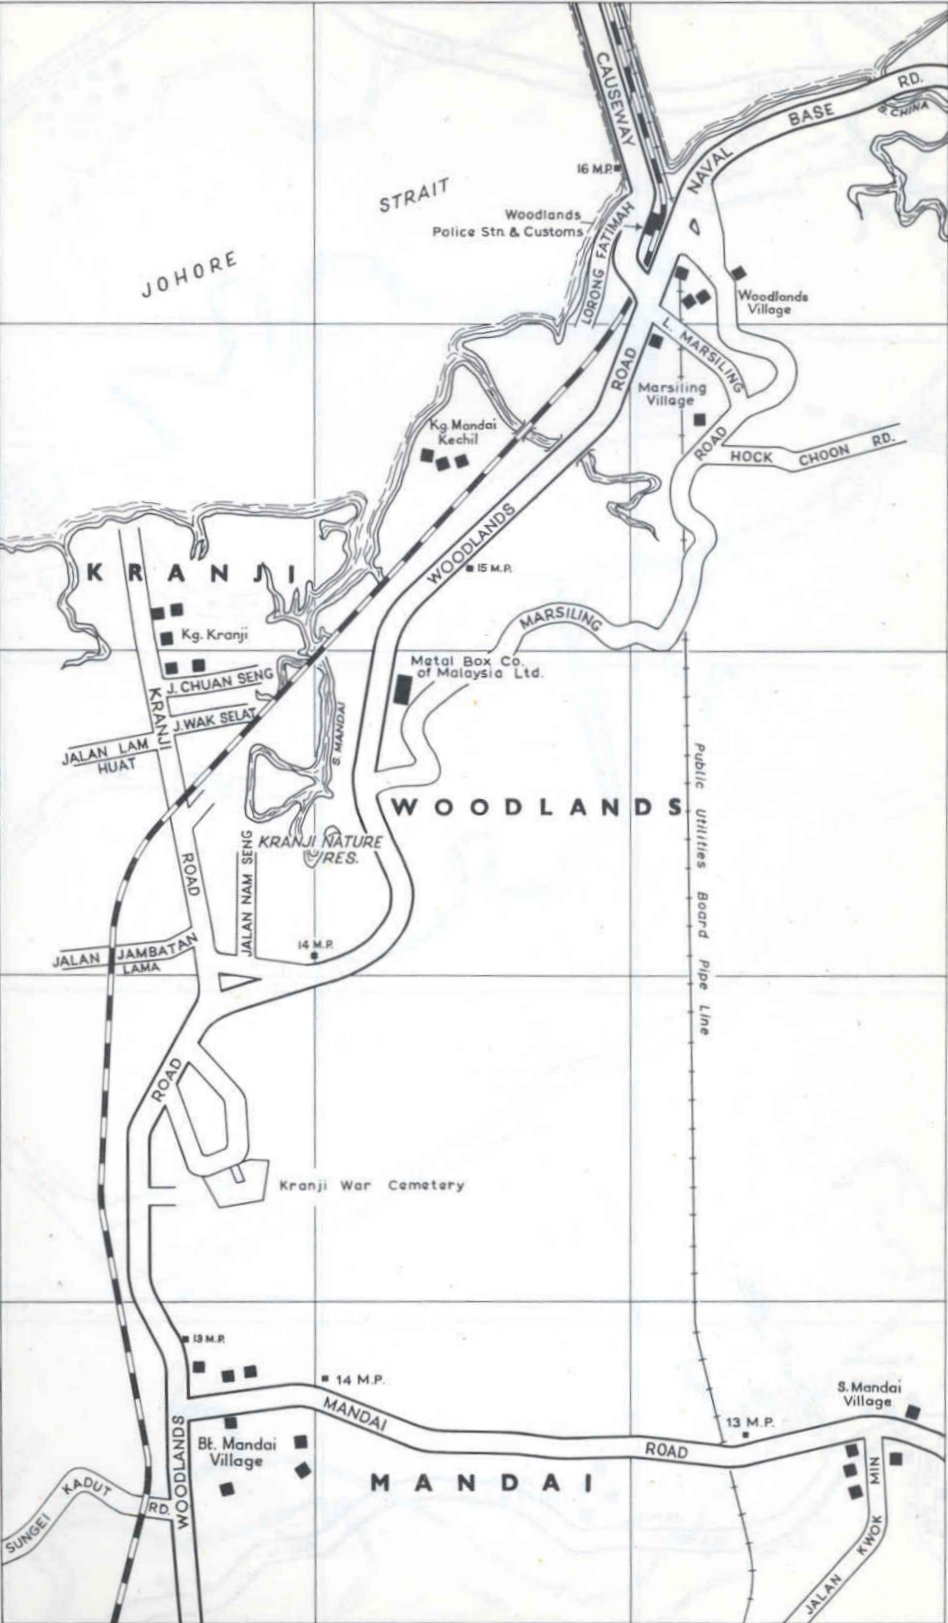 CAUSEWAY
RD.
BASE
NAVAL
S. CHINA
16 M.P.
STRAIT
JOHORE
Woodlands
Police Stn. & Customs
LORONG FATIMAH
Woodlands
Village
L. MARSILING
ROAD
Marsiling
Village
ROAD
HOCK CHOON RD.
Kg. Mandai
Kechil
WOODLANDS
15 M.P.
KRANJI
MARSILING
Kg. Kranji
Metal Box Co.
of Malaysia Ltd.
J. CHUAN SENG
KRANJI
J. WAK SELAT
JALAN LAM
HUAT
S. MANDAI
Public Utilities Board Pipe Line
WOODLANDS
KRANJI NATURE
RES.
ROAD
JALAN NAM SENG
JALAN JAMBATAN
LAMA
14 M.P.
ROAD
Kranji War Cemetery
13 M.P.
14 M.P.
MANDAI
S. Mandai
Village
13 M.P.
ROAD
WOODLANDS
Bt. Mandai
Village
MANDAI
SUNGEI KADUT RD.
JALAN KWOK MIN